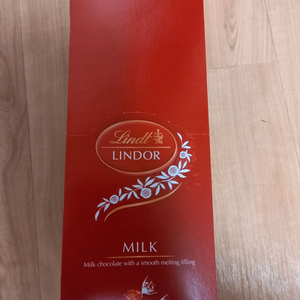 Lindt
LINDOR
MILK
Milk chocolate with a smooth melting filling